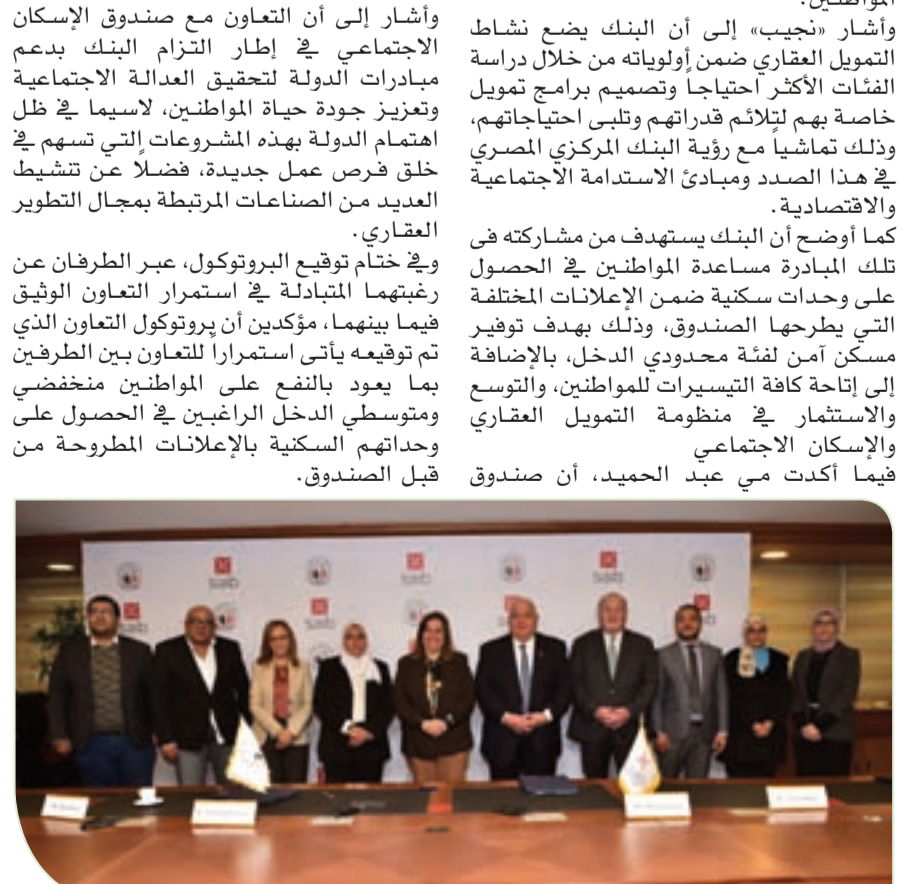 المواطنين.
وأشار «نجيب» إلى أن البنك يضع نشاط
التمويل العقاري ضمن أولوياته من خلال دراسة
الفئات الأكثر احتياجاً وتصميم برامج تمويل
خاصة بهم لتلائم قدراتهم وتلبى احتياجاتهم،
وذلك تماشياً مع رؤية البنك المركزي المصري
في هذا الصدد ومبادئ الاستدامة الاجتماعية
والاقتصادية.
كما أوضح أن البنك يستهدف من مشاركته فى
تلك المبادرة مساعدة المواطنين في الحصول
على وحدات سكنية ضمن الإعلانات المختلفة
التي يطرحها الصندوق، وذلك بهدف توفير
مسكن آمن لفئة محدودي الدخل، بالإضافة
إلى إتاحة كافة التيسيرات للمواطنين، والتوسع
والاستثمار في منظومة التمويل العقاري
والإسكان الاجتماعي
فيما أكدت مي عبد الحميد، أن صندوق
وأشار إلى أن التعاون مع صندوق الإسكان
الاجتماعي في إطار التزام البنك بدعم
مبادرات الدولة لتحقيق العدالة الاجتماعية
وتعزيز جودة حياة المواطنين، لاسيما في ظل
اهتمام الدولة بهذه المشروعات التي تسهم في
خلق فرص عمل جديدة، فضلاً عن تنشيط
العديد من الصناعات المرتبطة بمجال التطوير
العقاري.
وفي ختام توقيع البروتوكول، عبر الطرفان عن
رغبتهما المتبادلة في استمرار التعاون الوثيق
فيما بينهما، مؤكدين أن بروتوكول التعاون الذي
تم توقيعه يأتى استمراراً للتعاون بين الطرفين
بما يعود بالنفع على المواطنين منخفضي
ومتوسطي الدخل الراغبين في الحصول على
وحداتهم السكنية بالإعلانات المطروحة من
قبل الصندوق.
saib
saib
saib
saib
saib